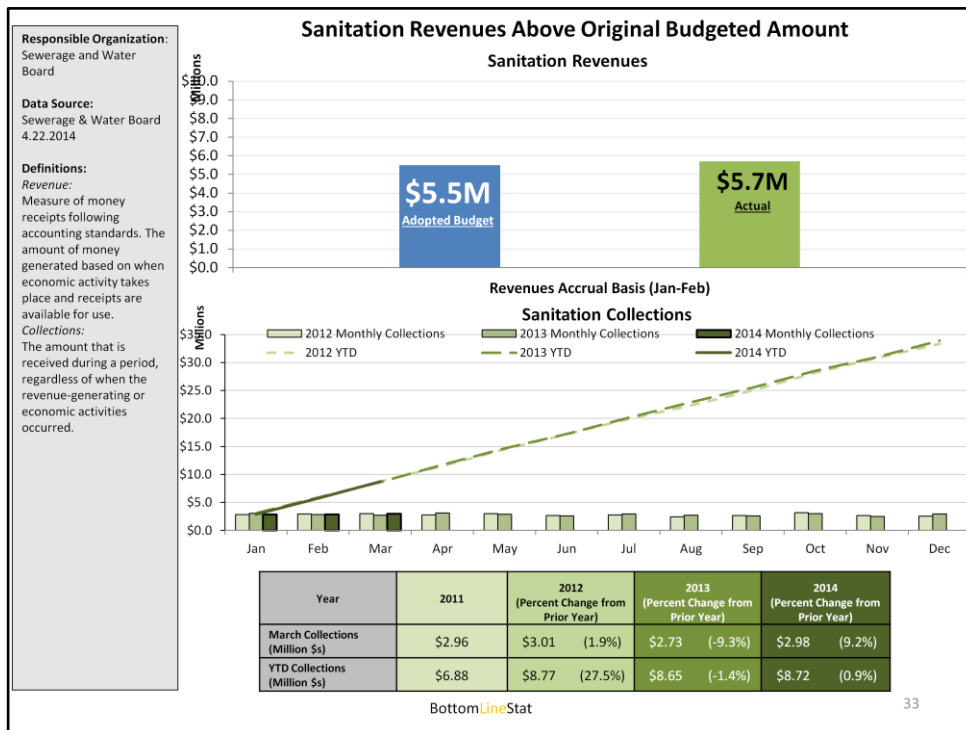 Sanitation Revenues Above Original Budgeted Amount
Responsible Organization:
Sewerage and Water
Board
Data Source:
Sewerage & Water Board
4.22.2014
Definitions:
Revenue:
Measure of money
receipts following
accounting standards. The
amount of money
generated based on when
economic activity takes
place and receipts are
available for use.
Collections:
The amount that is
received during a period,
regardless of when the
revenue-generating or
economic activities
occurred.
Sanitation Revenues
Millions
$10.0
$9.0
$8.0
$7.0
$6.0
$5.0
$4.0
$3.0
$2.0
$1.0
$0.0
$5.5M
Adopted Budget
$5.7M
Actual
Revenues Accrual Basis (Jan-Feb)
Sanitation Collections
Millions
2012 Monthly Collections 2013 Monthly Collections 2014 Monthly Collections
2012 YTD 2013 YTD 2014 YTD
$35.0
$30.0
$25.0
$20.0
$15.0
$10.0
$5.0
$0.0
Jan Feb Mar Apr May Jun Jul Aug Sep Oct Nov Dec
Year 2011 2012 (Percent Change from Prior Year) 2013 (Percent Change from Prior Year) 2014 (Percent Change from Prior Year)
March Collections (Million $s) $2.96 $3.01 (1.9%) $2.73 (-9.3%) $2.98 (9.2%)
YTD Collections (Million $s) $6.88 $8.77 (27.5%) $8.65 (-1.4%) $8.72 (0.9%)
BottomLineStat
33